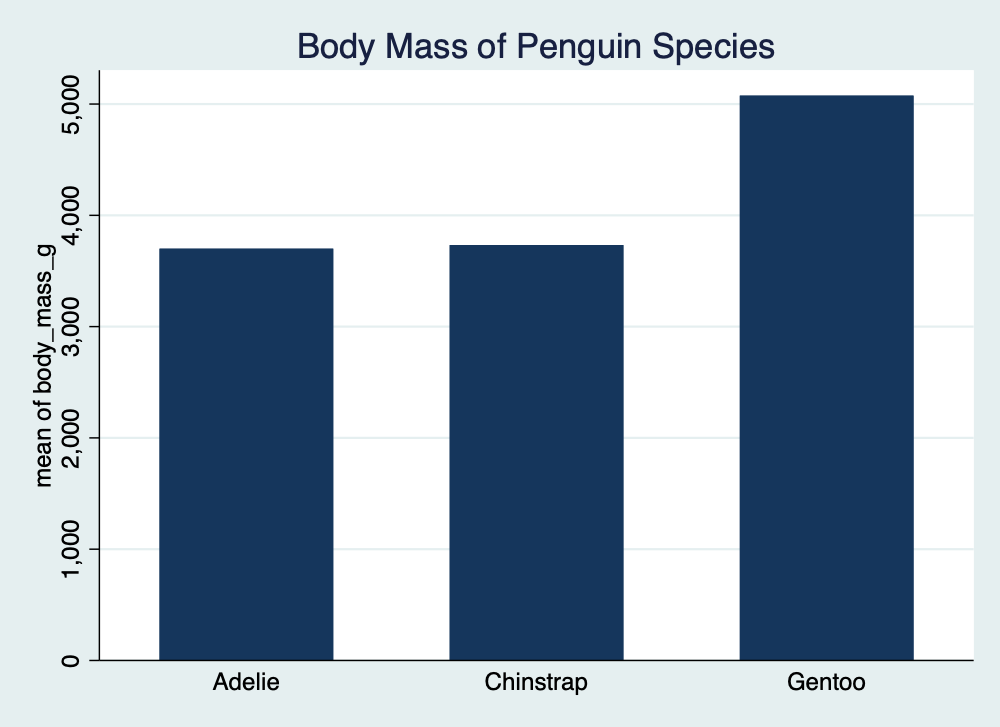 Body Mass of Penguin Species
mean of body_mass_g
5,000
4,000
3,000
2,000
1,000
0
Adelie
Chinstrap
Gentoo